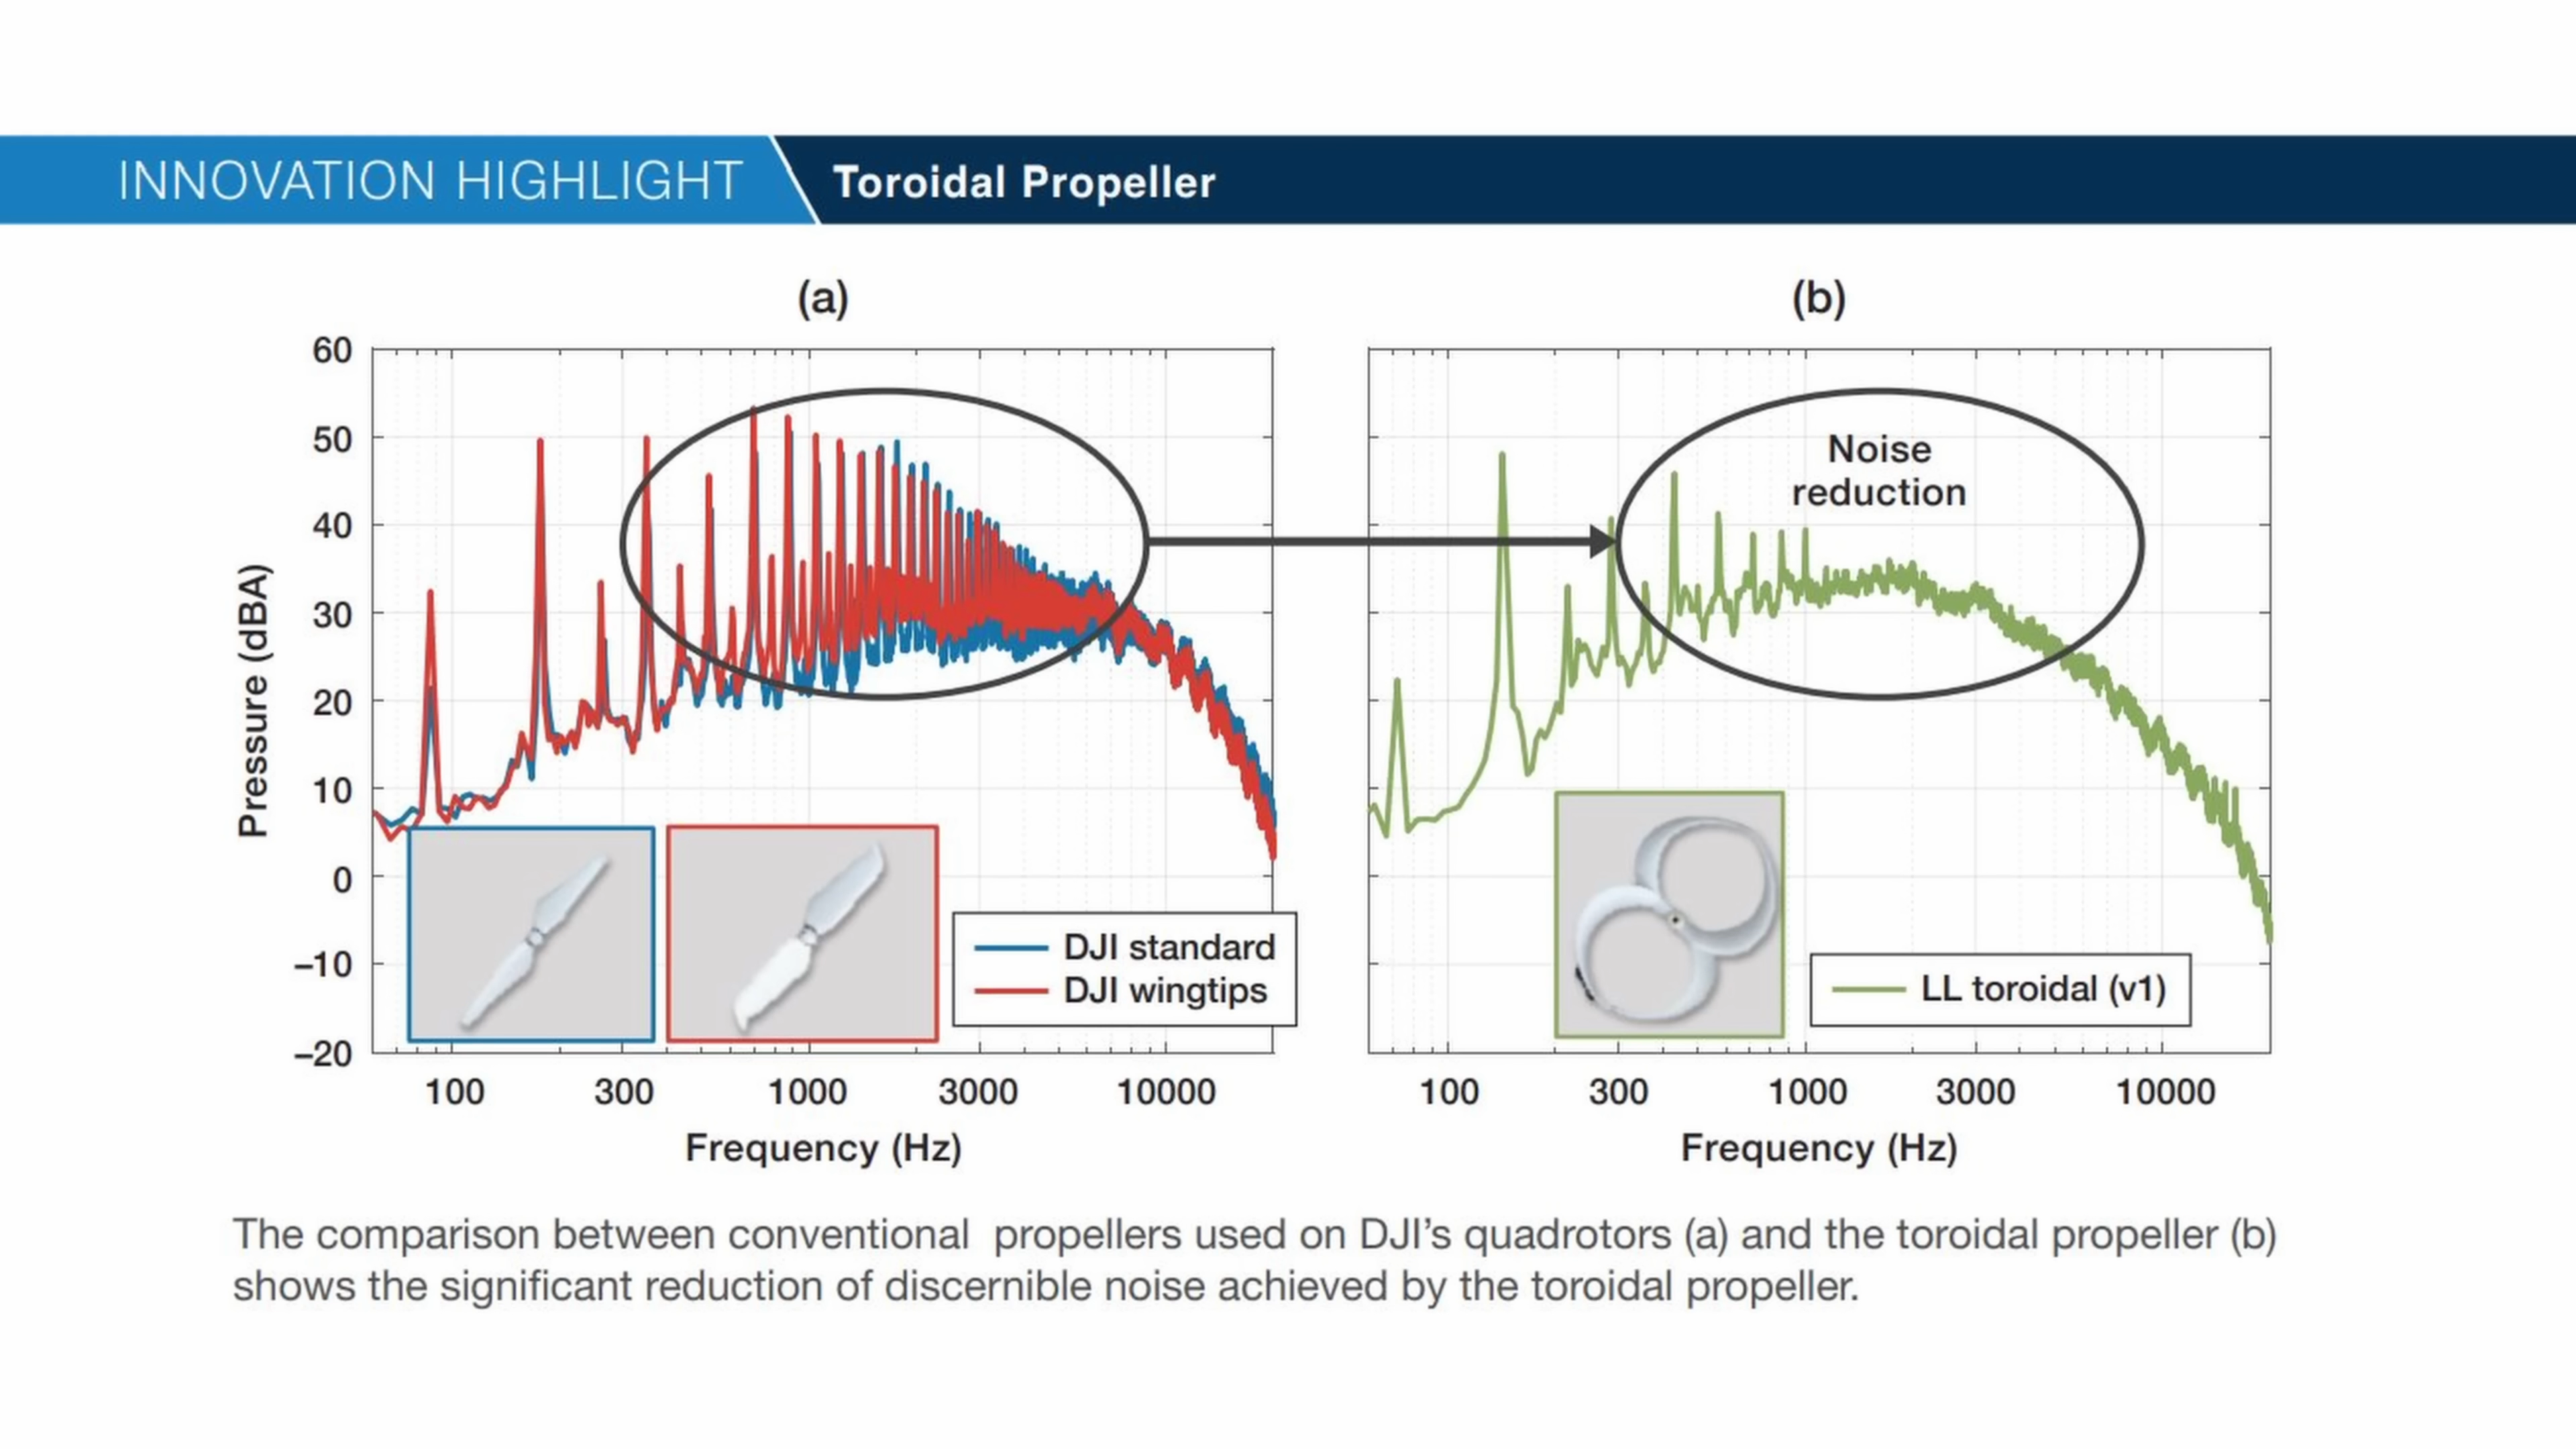 INNOVATION HIGHLIGHT
Toroidal Propeller
(a)
(b)
60
50
40
30
20
10
0
–10
–20
Pressure (dBA)
Noise
reduction
DJI standard
DJI wingtips
LL toroidal (v1)
100 300 1000 3000 10000
100 300 1000 3000 10000
Frequency (Hz)
Frequency (Hz)
The comparison between conventional  propellers used on DJI’s quadrotors (a) and the toroidal propeller (b)
shows the significant reduction of discernible noise achieved by the toroidal propeller.